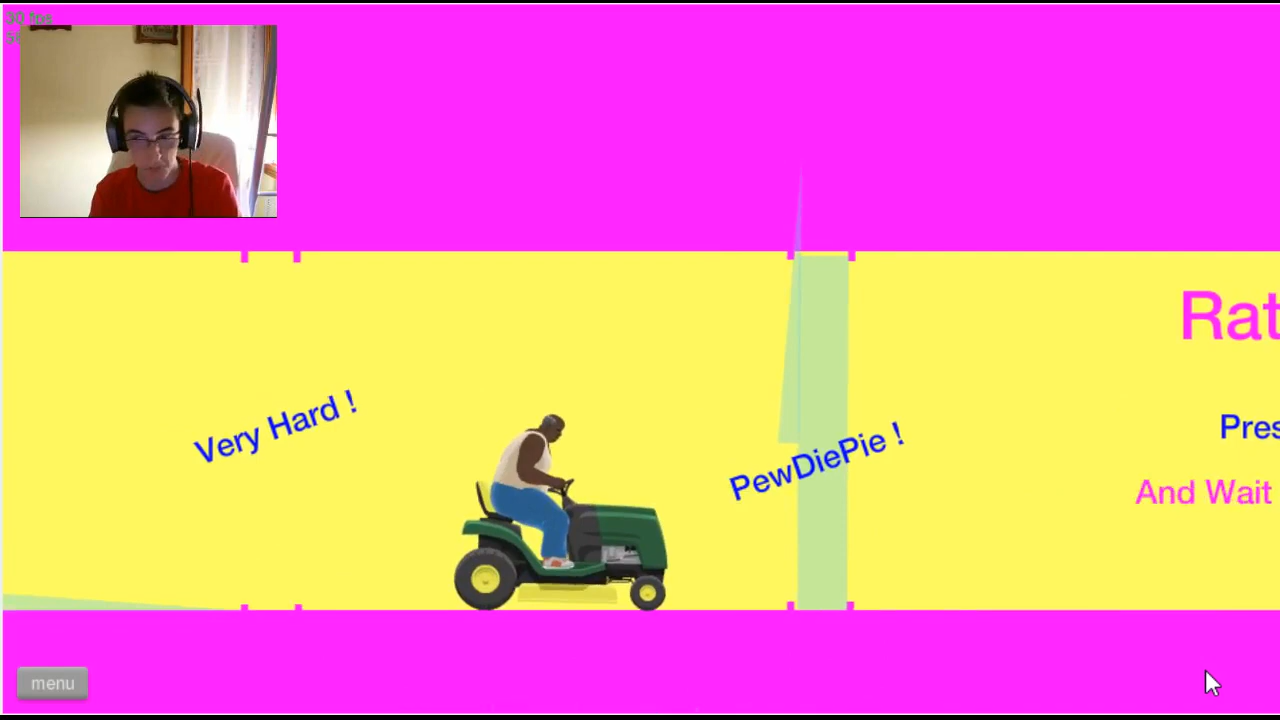 Rat
Very Hard !
PewDiePie !
Pres
And Wait
menu